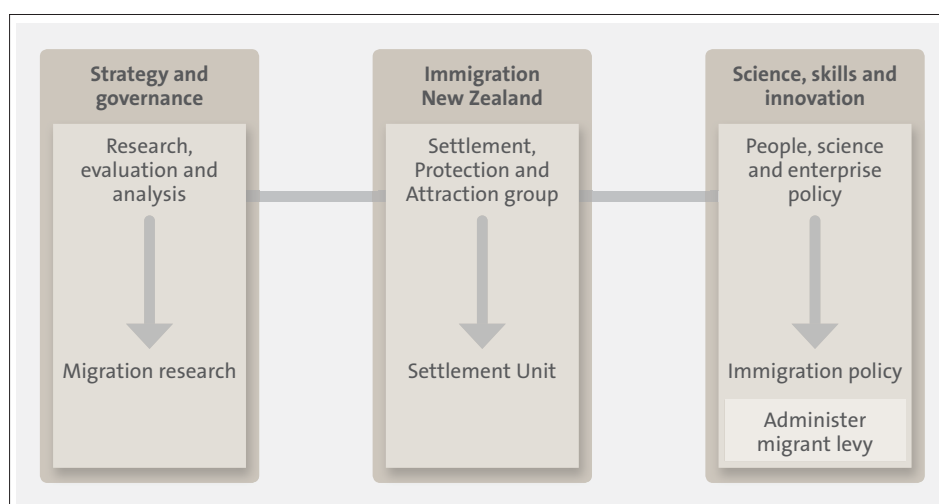 Strategy and
governance
Research,
evaluation and
analysis
Migration research
Immigration
New Zealand
Settlement,
Protection and
Attraction group
Settlement Unit
Science, skills and
innovation
People, science
and enterprise
policy
Immigration policy
Administer
migrant levy